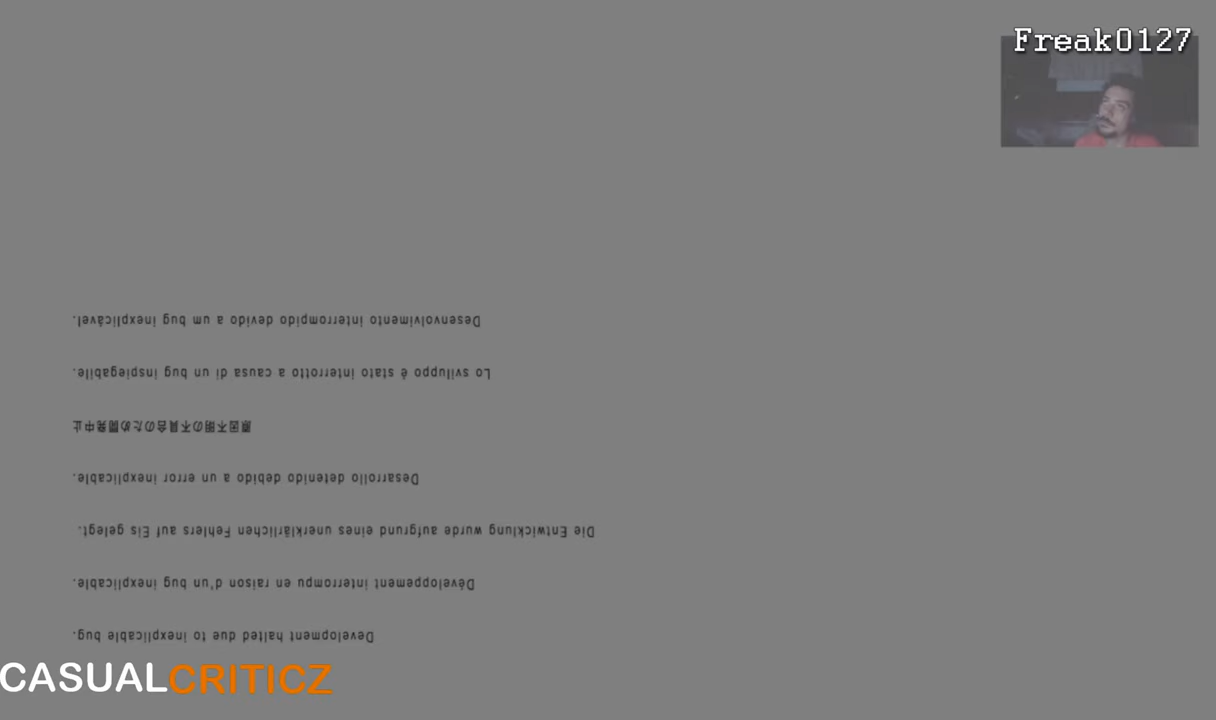 Freak0127
Development halted due to inexplicable bug.
Développement interrompu en raison d'un bug inexplicable.
Die Entwicklung wurde aufgrund eines unerklärlichen Fehlers auf Eis gelegt.
Desarrollo detenido debido a un error inexplicable.
原因不明の不具合のため開発中止
Lo sviluppo è stato interrotto a causa di un bug inspiegabile.
Desenvolvimento interrompido devido a um bug inexplicável.
CASUALCRITICZ